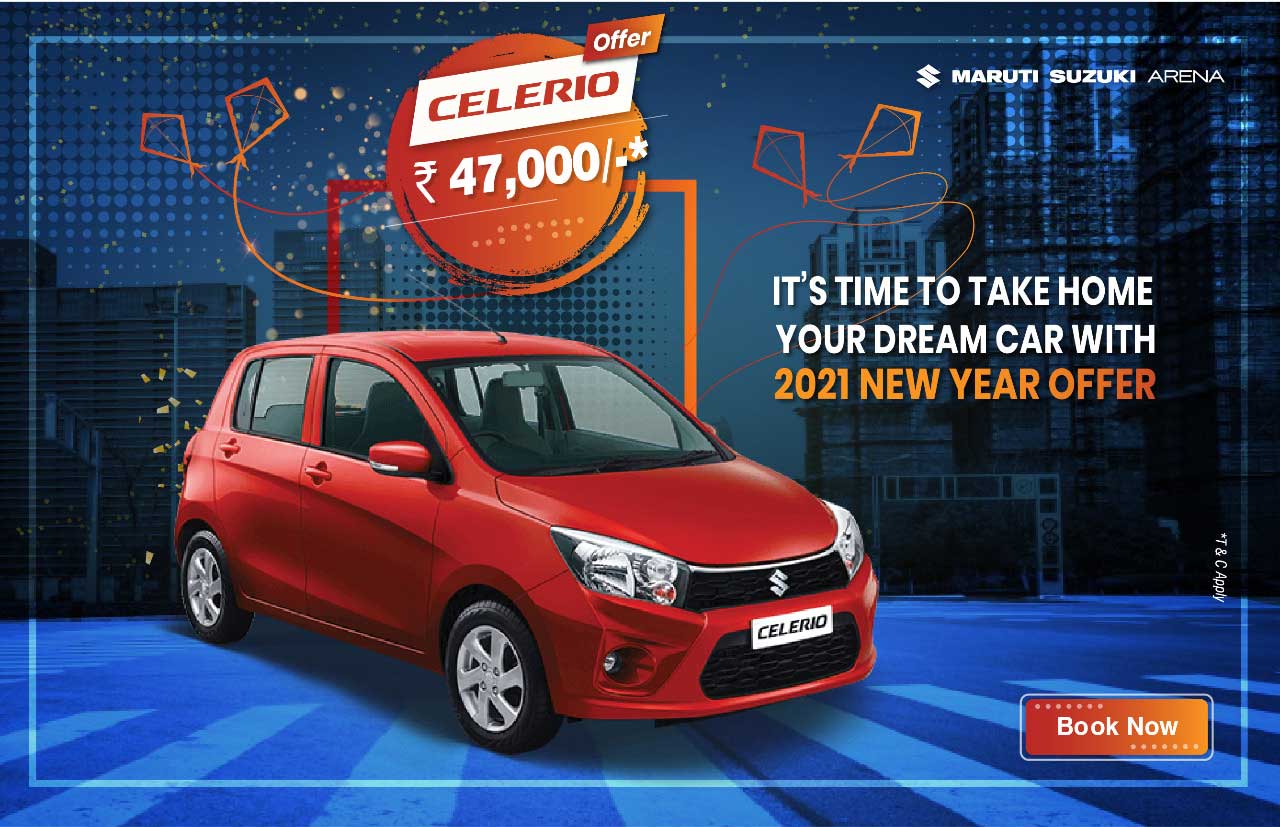 Offer
CELERIO
₹ 47,000/-*
MARUTI SUZUKI ARENA
IT'S TIME TO TAKE HOME
YOUR DREAM CAR WITH
2021 NEW YEAR OFFER
CELERIO
*T & C Apply
Book Now